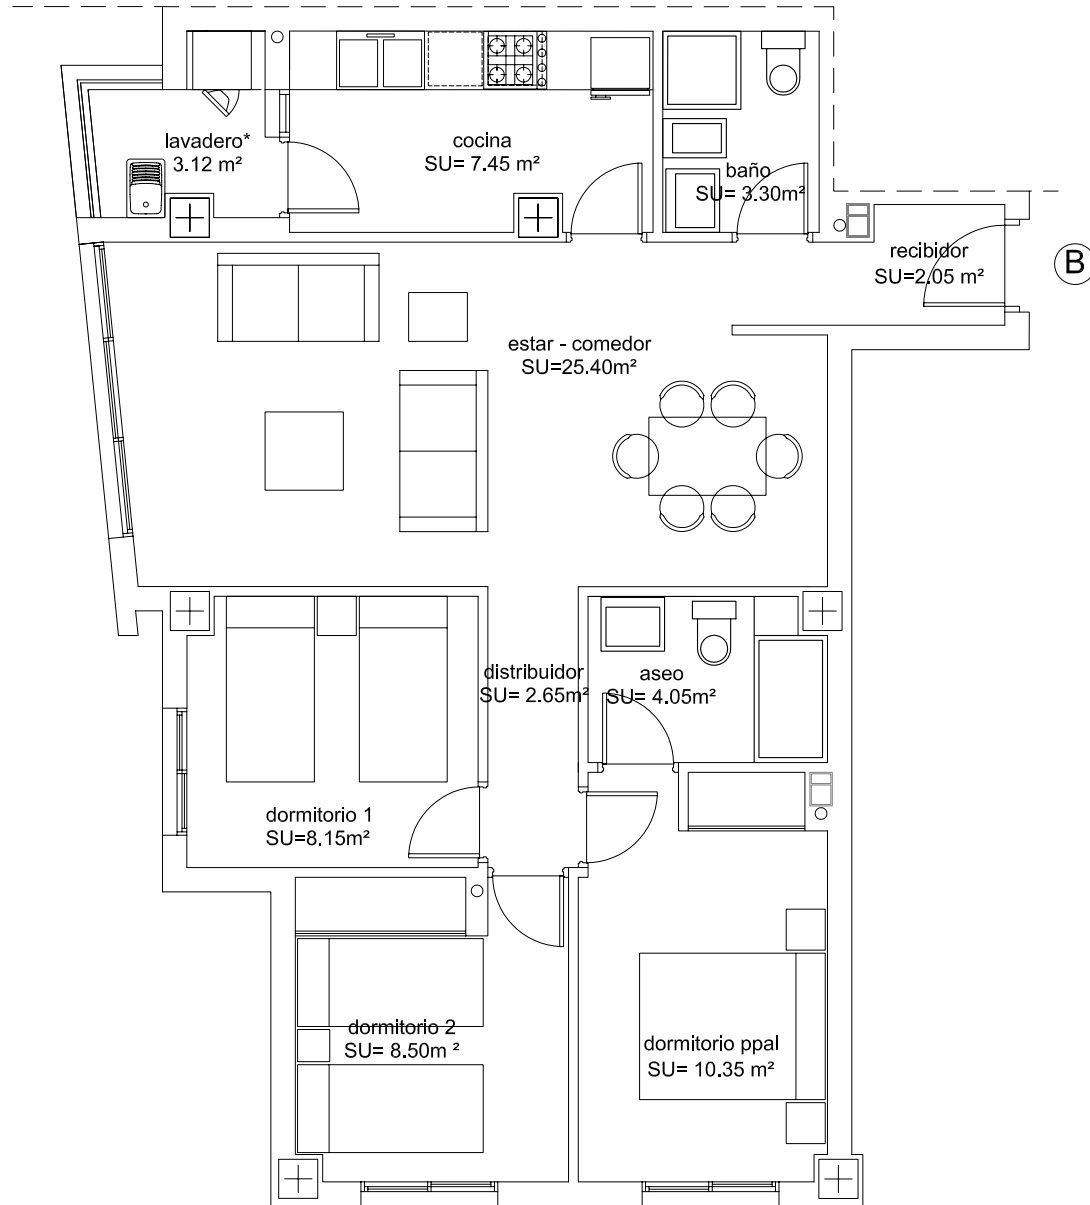 lavadero*
3.12 m²
cocina
SU= 7.45 m²
baño
SU= 3.30m²
recibidor
SU=2.05 m²
B
estar - comedor
SU=25.40m²
distribuidor
SU= 2.65m²
aseo
SU= 4.05m²
dormitorio 1
SU=8.15m²
dormitorio 2
SU= 8.50m ²
dormitorio ppal
SU= 10.35 m²